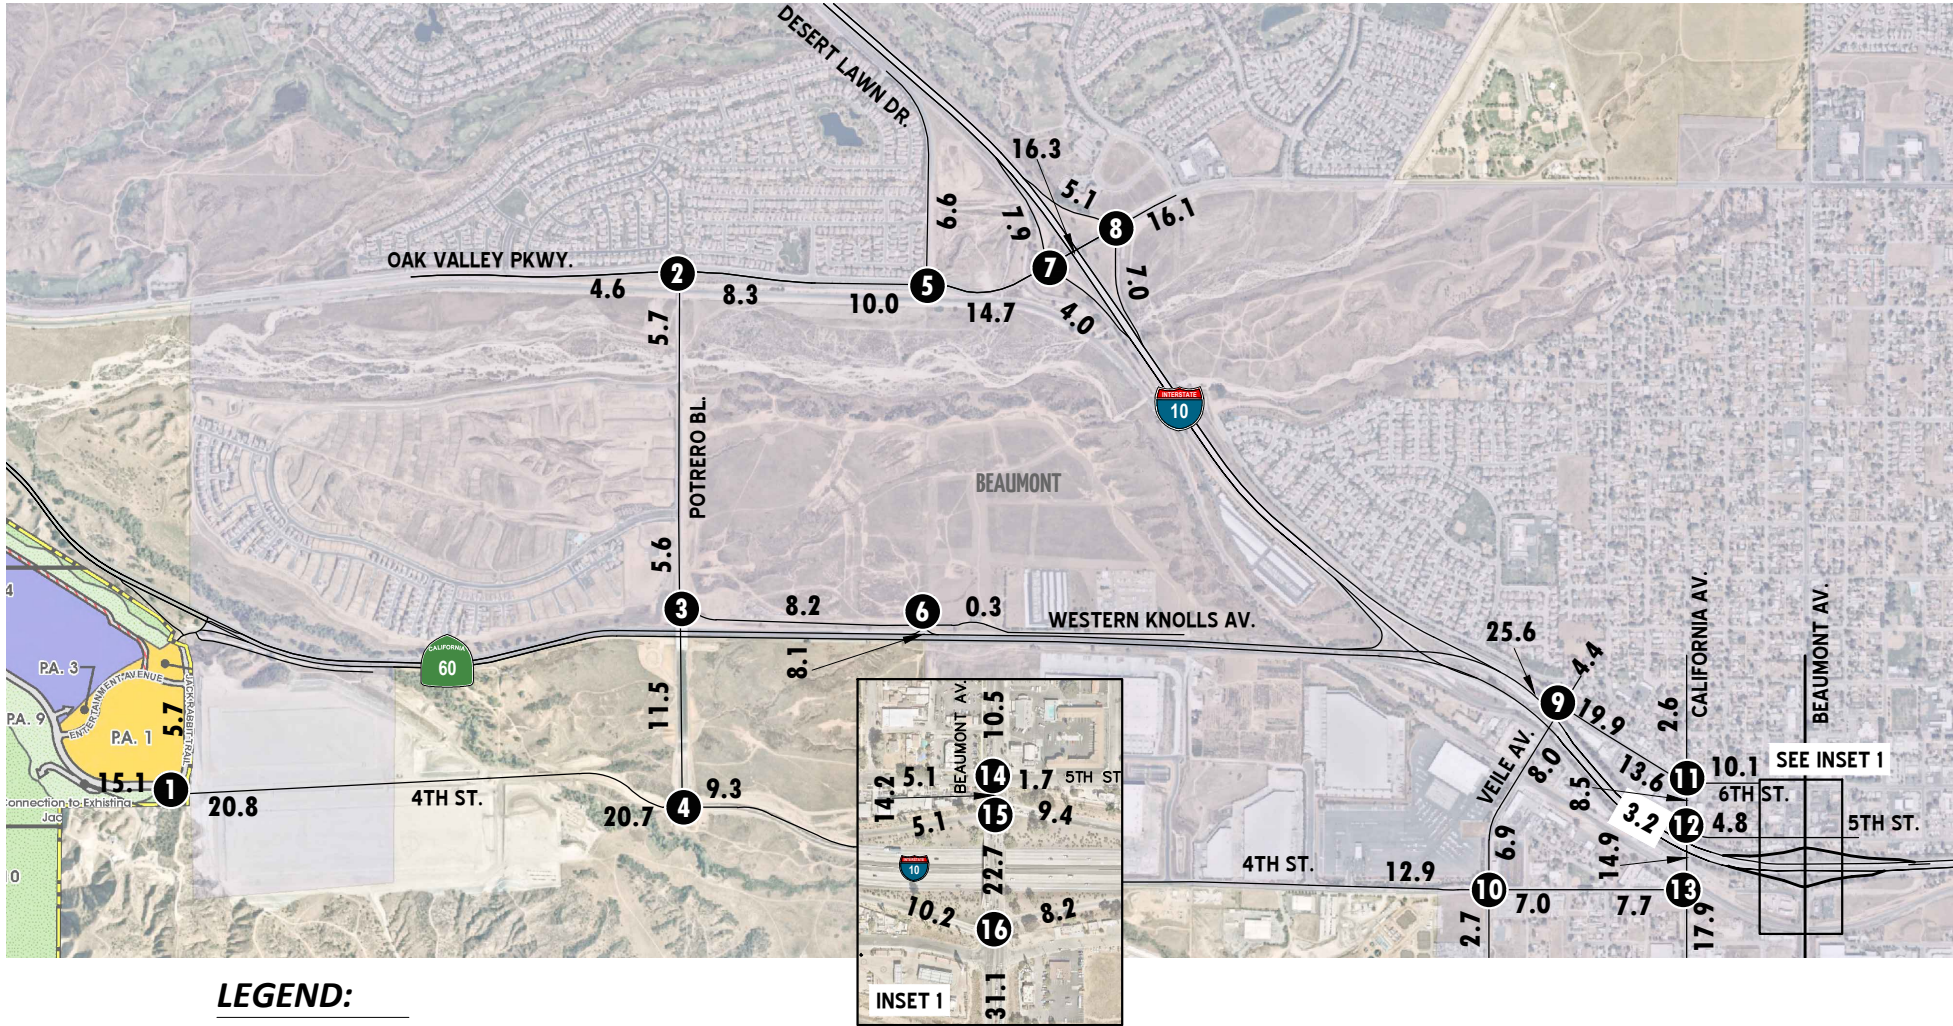 DESERT LAWN DR.
16.3
5.1
16.1
6.6
7.9
8
OAK VALLEY PKWY.
2
7
5
4.6
8.3
10.0
14.7
4.0
7.0
5.7
INTERSTATE
10
POTRERO BL.
BEAUMONT
5.6
3
8.2
6
0.3
WESTERN KNOLLS AV.
8.1
CALIFORNIA
60
4
P.A. 3
ENTERTAINMENT AVENUE
JACK RABBIT TRAIL
P.A. 9
P.A. 1
5.7
15.1
1
Connection to Exhisting
Jac
0
20.8
4TH ST.
11.5
20.7
4
9.3
25.6
4.4
9
19.9
CALIFORNIA AV.
2.6
BEAUMONT AV.
VEILE AV.
8.0
8.5
13.6
11
10.1
SEE INSET 1
6TH ST.
3.2
12
4.8
5TH ST.
14.9
6.9
4TH ST.
12.9
10
7.0
7.7
13
2.7
17.9
BEAUMONT AV.
10.5
14
5.1
1.7
5TH ST
14.2
15
5.1
9.4
INTERSTATE
10
22.7
10.2
8.2
16
31.1
INSET 1
LEGEND: